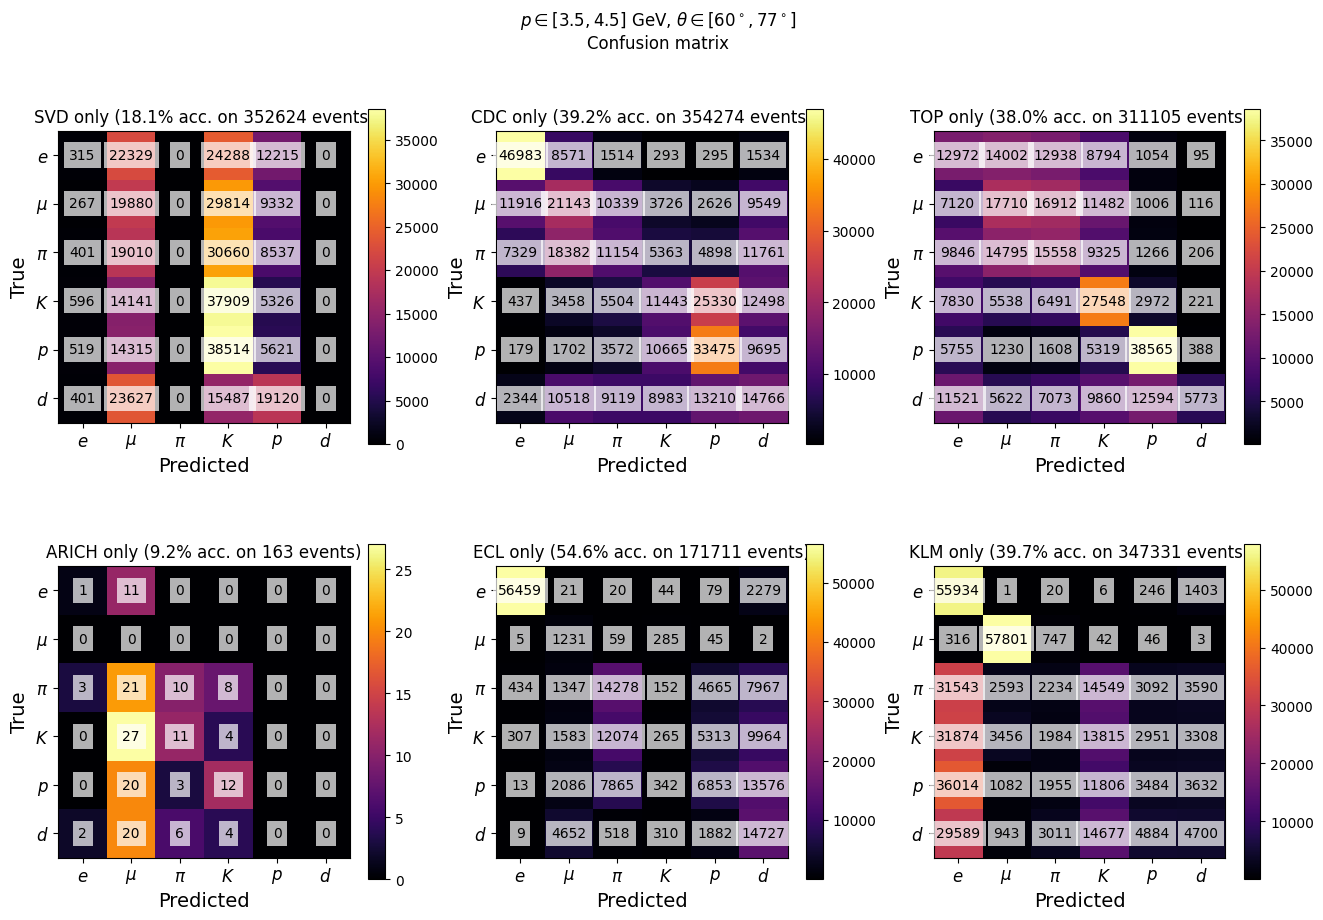 p ∈ [3.5, 4.5] GeV, θ ∈ [60°, 77°]
Confusion matrix
SVD only (18.1% acc. on 352624 events
True
e 315 22329 0 24288 12215 0
μ 267 19880 0 29814 9332 0
π 401 19010 0 30660 8537 0
K 596 14141 0 37909 5326 0
p 519 14315 0 38514 5621 0
d 401 23627 0 15487 19120 0
e μ π K p d
Predicted
35000
30000
25000
20000
15000
10000
5000
0
CDC only (39.2% acc. on 354274 events
True
e 46983 8571 1514 293 295 1534
μ 11916 21143 10339 3726 2626 9549
π 7329 18382 11154 5363 4898 11761
K 437 3458 5504 11443 25330 12498
p 179 1702 3572 10665 33475 9695
d 2344 10518 9119 8983 13210 14766
e μ π K p d
Predicted
40000
30000
20000
10000
TOP only (38.0% acc. on 311105 events
True
e 12972 14002 12938 8794 1054 95
μ 7120 17710 16912 11482 1006 116
π 9846 14795 15558 9325 1266 206
K 7830 5538 6491 27548 2972 221
p 5755 1230 1608 5319 38565 388
d 11521 5622 7073 9860 12594 5773
e μ π K p d
Predicted
35000
30000
25000
20000
15000
10000
5000
ARICH only (9.2% acc. on 163 events)
True
e 1 11 0 0 0 0
μ 0 0 0 0 0 0
π 3 21 10 8 0 0
K 0 27 11 4 0 0
p 0 20 3 12 0 0
d 2 20 6 4 0 0
e μ π K p d
Predicted
25
20
15
10
5
0
ECL only (54.6% acc. on 171711 events
True
e 56459 21 20 44 79 2279
μ 5 1231 59 285 45 2
π 434 1347 14278 152 4665 7967
K 307 1583 12074 265 5313 9964
p 13 2086 7865 342 6853 13576
d 9 4652 518 310 1882 14727
e μ π K p d
Predicted
50000
40000
30000
20000
10000
KLM only (39.7% acc. on 347331 events
True
e 55934 1 20 6 246 1403
μ 316 57801 747 42 46 3
π 31543 2593 2234 14549 3092 3590
K 31874 3456 1984 13815 2951 3308
p 36014 1082 1955 11806 3484 3632
d 29589 943 3011 14677 4884 4700
e μ π K p d
Predicted
50000
40000
30000
20000
10000